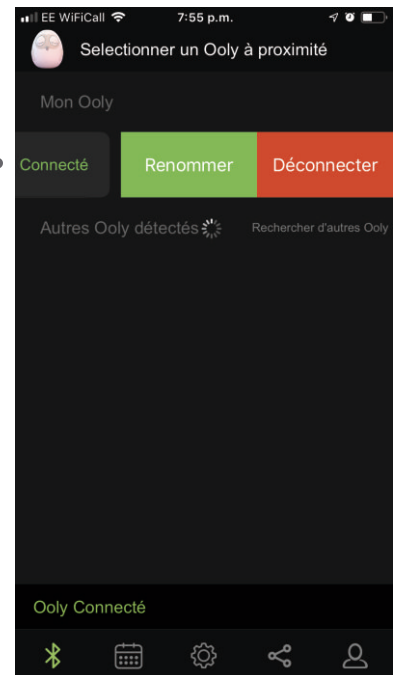 EE WiFiCall 7:55 p.m.
Selectionner un Ooly à proximité
Mon Ooly
Connecté Renommer Déconnecter
Autres Ooly détectés Rechercher d'autres Ooly
Ooly Connecté